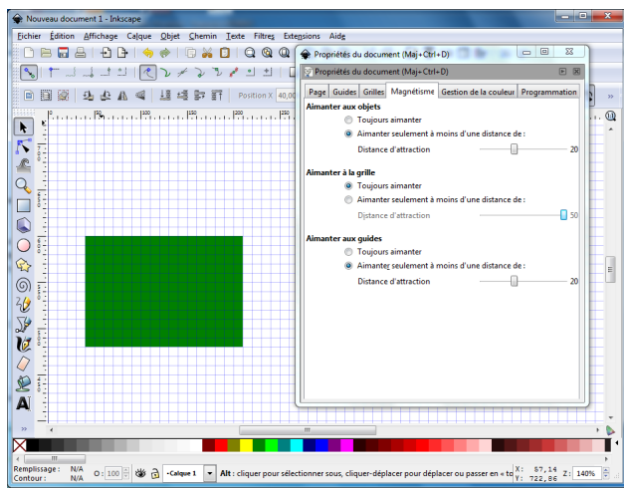 Nouveau document 1 - Inkscape
Fichier Édition Affichage Calque Objet Chemin Texte Filtres Extensions Aide
Propriétés du document (Maj+Ctrl+D)
Propriétés du document (Maj+Ctrl+D)
Position X 40,00
Page Guides Grilles Magnétisme Gestion de la couleur Programmation
Aimanter aux objets
Toujours aimanter
Aimanter seulement à moins d'une distance de :
Distance d'attraction 20
Aimanter à la grille
Toujours aimanter
Aimanter seulement à moins d'une distance de :
Distance d'attraction 50
Aimanter aux guides
Toujours aimanter
Aimanter seulement à moins d'une distance de :
Distance d'attraction 20
Remplissage : N/A
Contour : N/A
O: 100
Calque 1
Alt : cliquer pour sélectionner sous, cliquer-déplacer pour déplacer ou passer en « to
X: 57,14
Y: 722,86
Z: 140%